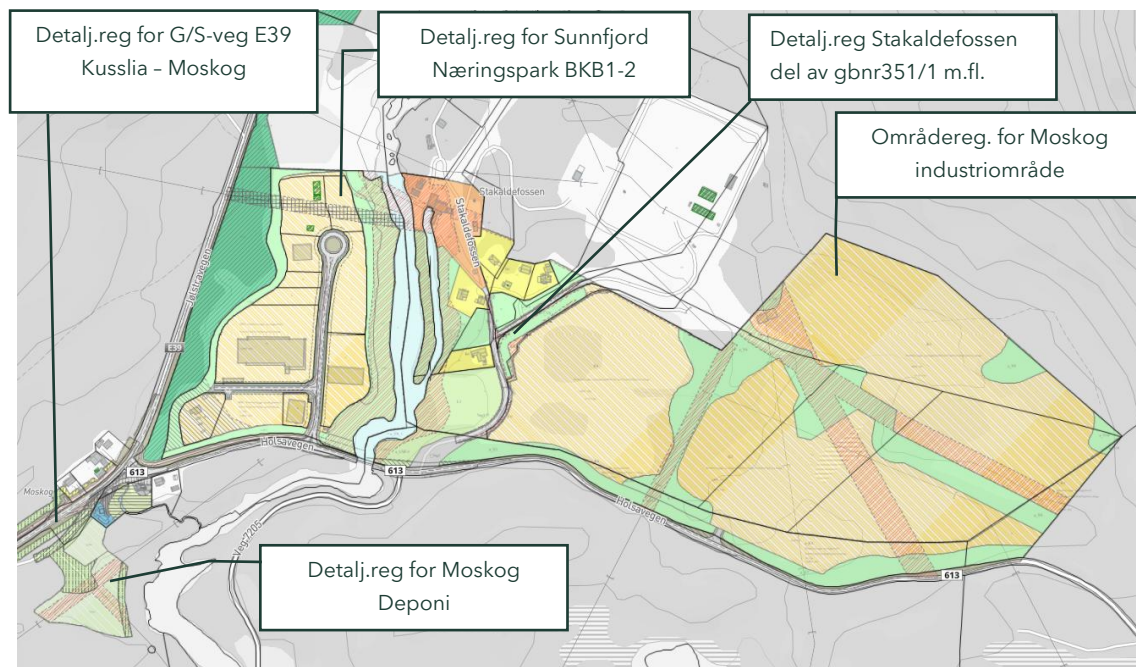 Detalj.reg for G/S-veg E39
Kusslia – Moskog
Detalj.reg for Sunnfjord
Næringspark BKB1-2
Detalj.reg Stakaldefossen
del av gbnr351/1 m.fl.
Områdereg. for Moskog
industriområde
Stakaldefossen
Stakaldefossen
Jølstravegen
E39
Holsavegen
613
613
Moskog
Holsavegen
Veg 7205
613
Detalj.reg for Moskog
Deponi